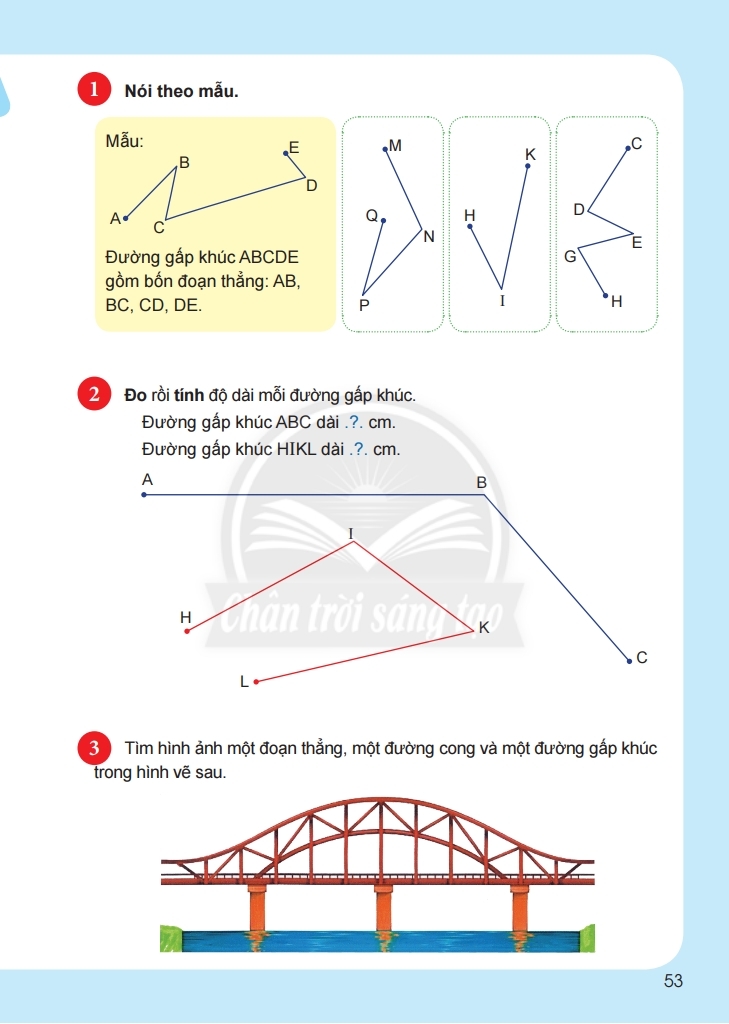 1 Nói theo mẫu.
Mẫu:
A
B
C
D
E
Đường gấp khúc ABCDE
gồm bốn đoạn thẳng: AB,
BC, CD, DE.
M
Q
N
P
K
H
I
C
D
E
G
H
2 Đo rồi tính độ dài mỗi đường gấp khúc.
Đường gấp khúc ABC dài .?. cm.
Đường gấp khúc HIKL dài .?. cm.
A
B
I
Chân trời sáng tạo
H
K
C
L
3 Tìm hình ảnh một đoạn thẳng, một đường cong và một đường gấp khúc
trong hình vẽ sau.
53